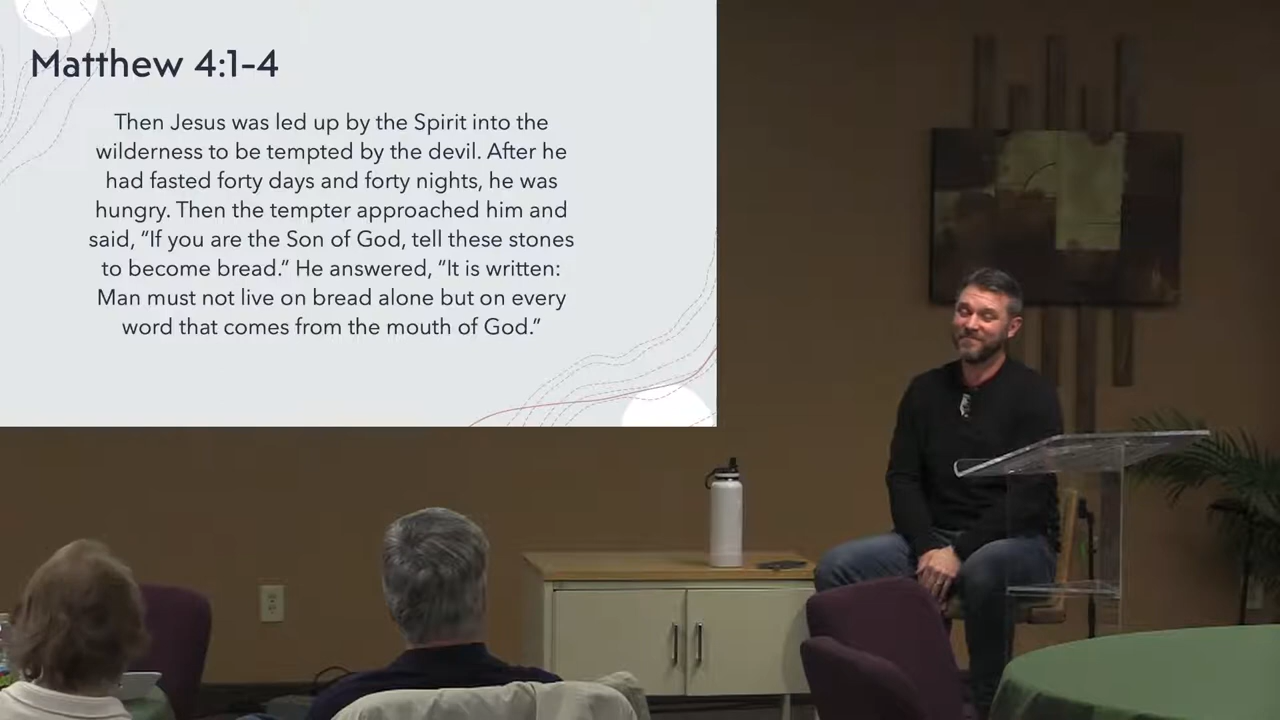 Matthew 4:1-4
Then Jesus was led up by the Spirit into the
wilderness to be tempted by the devil. After he
had fasted forty days and forty nights, he was
hungry. Then the tempter approached him and
said, “If you are the Son of God, tell these stones
to become bread.” He answered, “It is written:
Man must not live on bread alone but on every
word that comes from the mouth of God.”